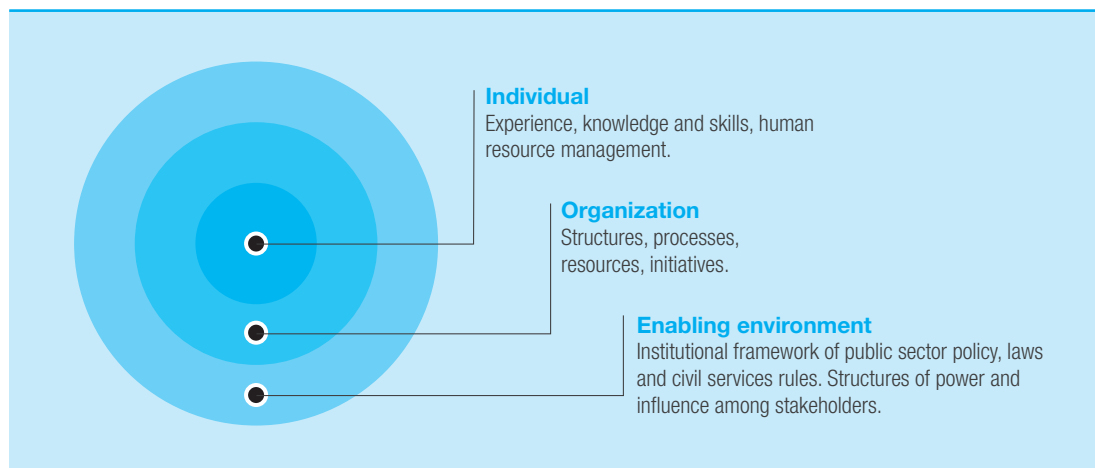 Individual
Experience, knowledge and skills, human
resource management.
Organization
Structures, processes,
resources, initiatives.
Enabling environment
Institutional framework of public sector policy, laws
and civil services rules. Structures of power and
influence among stakeholders.